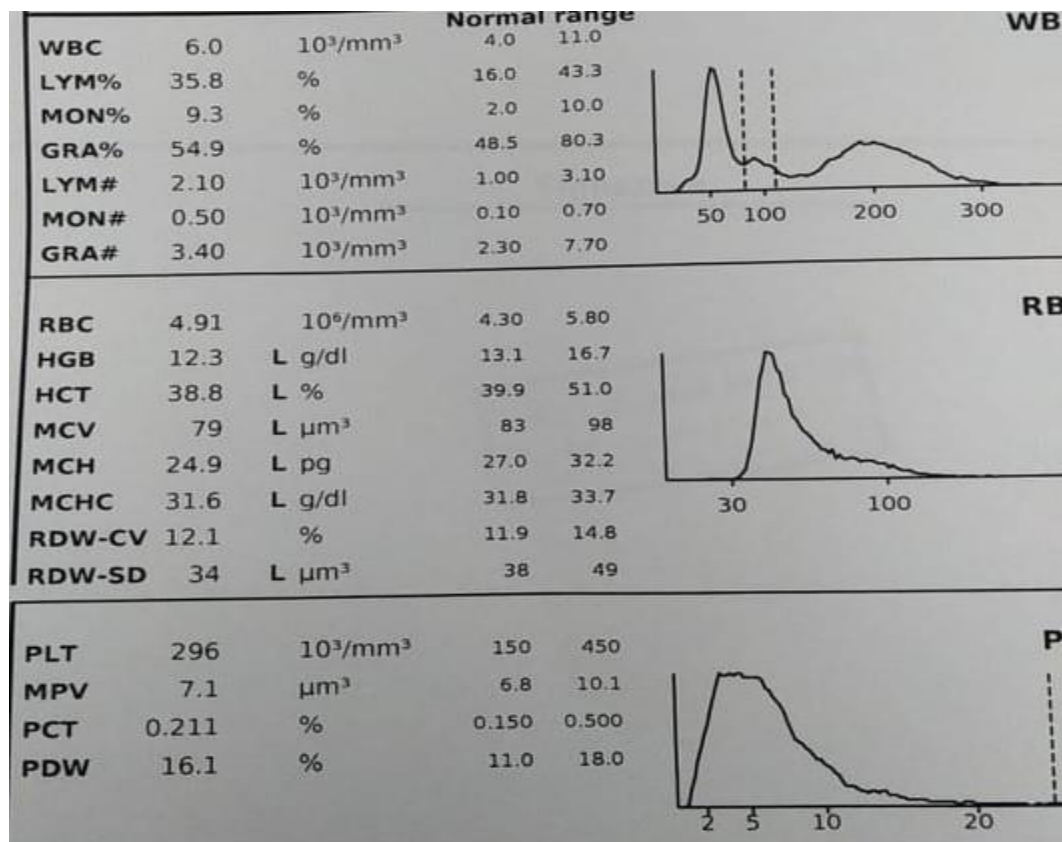 Normal range
WB
WBC 6.0 10³/mm³ 4.0 11.0
LYM% 35.8 % 16.0 43.3
MON% 9.3 % 2.0 10.0
GRA% 54.9 % 48.5 80.3
LYM# 2.10 10³/mm³ 1.00 3.10
MON# 0.50 10³/mm³ 0.10 0.70
GRA# 3.40 10³/mm³ 2.30 7.70
50 100 200 300
RB
RBC 4.91 10⁶/mm³ 4.30 5.80
HGB 12.3 L g/dl 13.1 16.7
HCT 38.8 L % 39.9 51.0
MCV 79 L µm³ 83 98
MCH 24.9 L pg 27.0 32.2
MCHC 31.6 L g/dl 31.8 33.7
RDW-CV 12.1 % 11.9 14.8
RDW-SD 34 L µm³ 38 49
30 100
P
PLT 296 10³/mm³ 150 450
MPV 7.1 µm³ 6.8 10.1
PCT 0.211 % 0.150 0.500
PDW 16.1 % 11.0 18.0
2 5 10 20